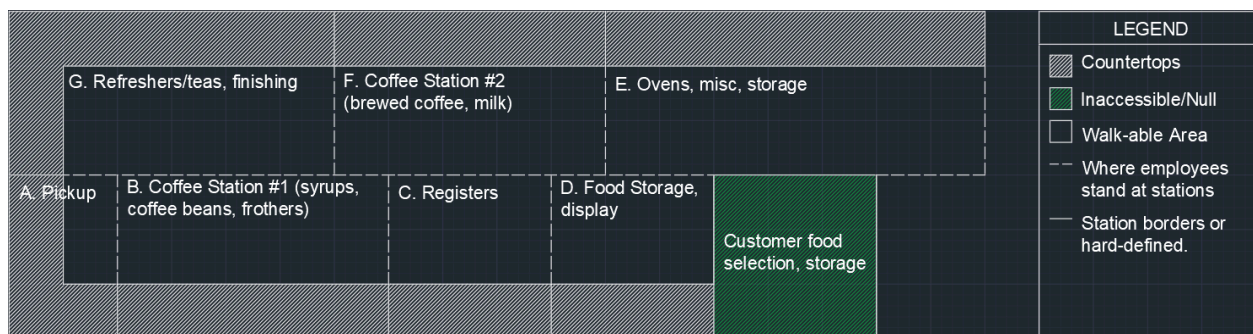 G. Refreshers/teas, finishing
F. Coffee Station #2
(brewed coffee, milk)
E. Ovens, misc, storage
A. Pickup
B. Coffee Station #1 (syrups,
coffee beans, frothers)
C. Registers
D. Food Storage,
display
Customer food
selection, storage
LEGEND
Countertops
Inaccessible/Null
Walk-able Area
Where employees
stand at stations
Station borders or
hard-defined.